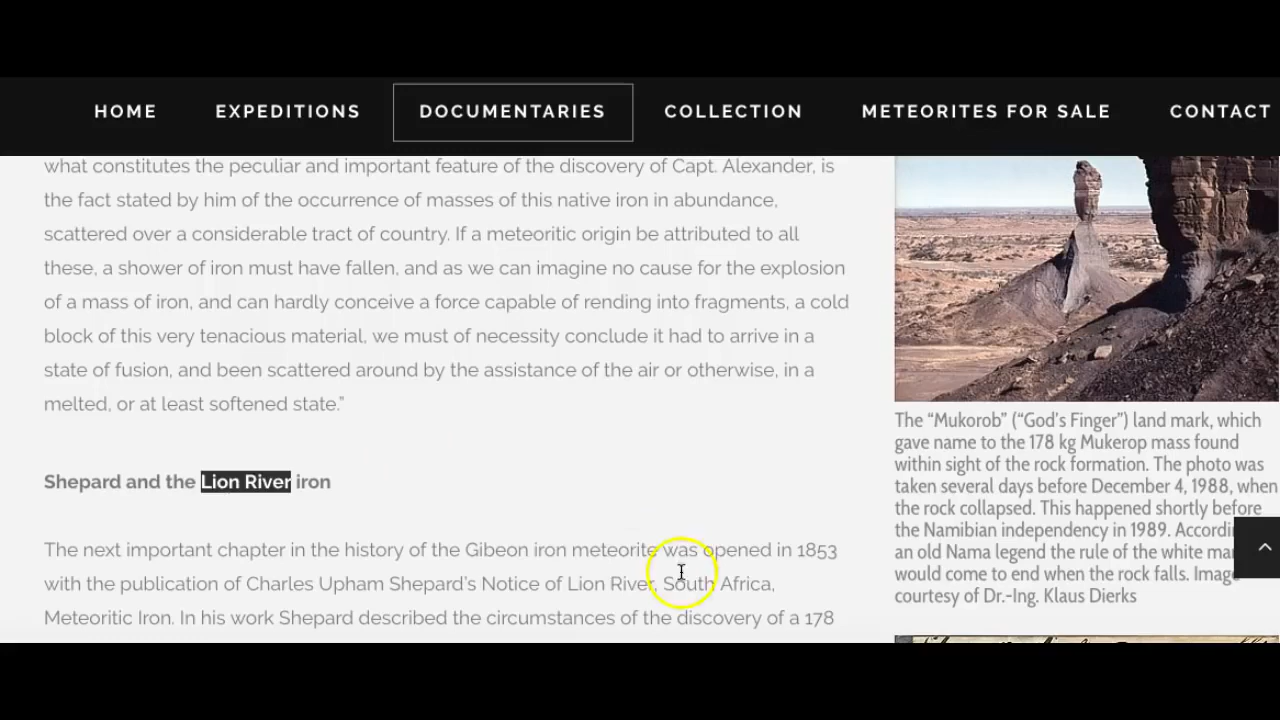 HOME EXPEDITIONS DOCUMENTARIES COLLECTION METEORITES FOR SALE CONTACT
what constitutes the peculiar and important feature of the discovery of Capt. Alexander, is
the fact stated by him of the occurrence of masses of this native iron in abundance,
scattered over a considerable tract of country. If a meteoritic origin be attributed to all
these, a shower of iron must have fallen, and as we can imagine no cause for the explosion
of a mass of iron, and can hardly conceive a force capable of rending into fragments, a cold
block of this very tenacious material, we must of necessity conclude it had to arrive in a
state of fusion, and been scattered around by the assistance of the air or otherwise, in a
melted, or at least softened state.”
Shepard and the Lion River iron
The next important chapter in the history of the Gibeon iron meteorite was opened in 1853
with the publication of Charles Upham Shepard’s Notice of Lion River, South Africa,
Meteoritic Iron. In his work Shepard described the circumstances of the discovery of a 178
The “Mukorob” (“God’s Finger”) land mark, which
gave name to the 178 kg Mukerop mass found
within sight of the rock formation. The photo was
taken several days before December 4, 1988, when
the rock collapsed. This happened shortly before
the Namibian independency in 1989. Accordin
an old Nama legend the rule of the white ma
would come to end when the rock falls. Image
courtesy of Dr.-Ing. Klaus Dierks